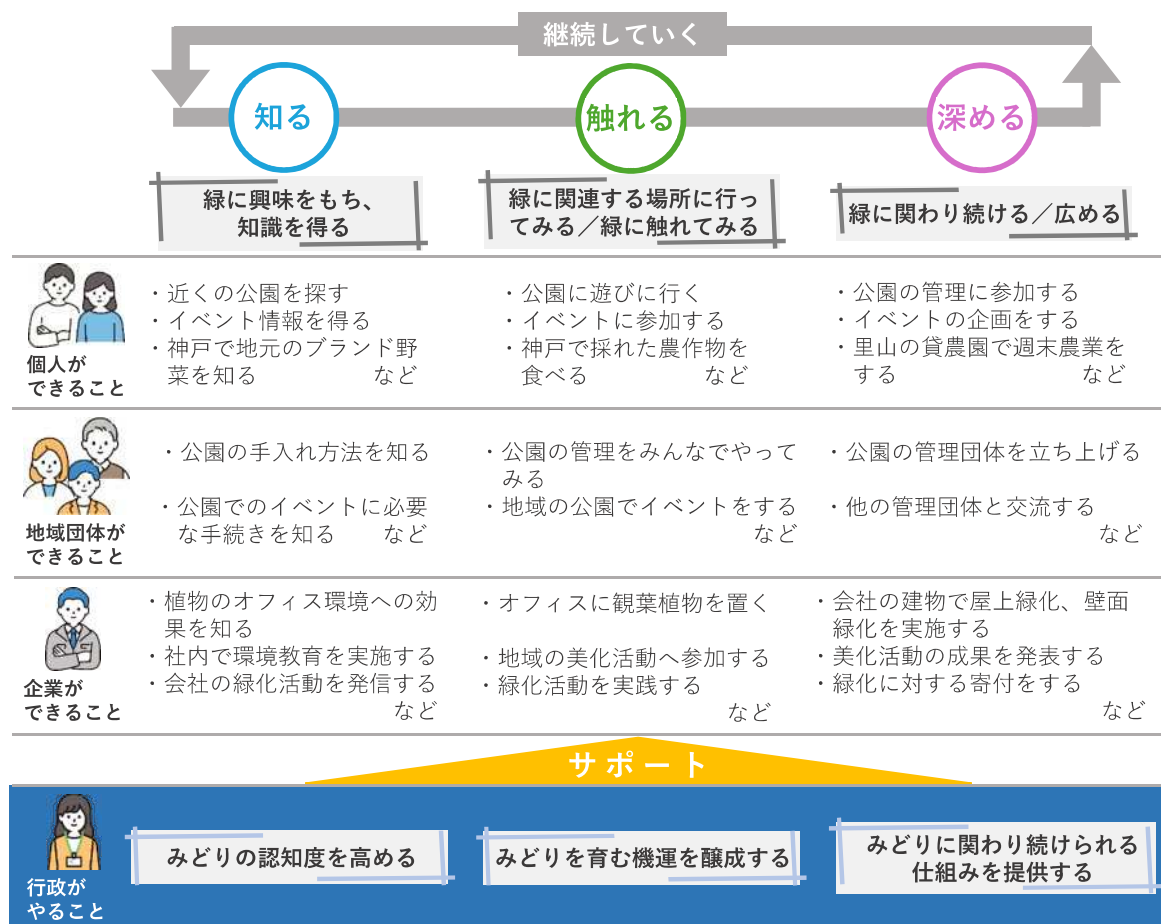 継続していく
知る
触れる
深める
緑に興味をもち、
知識を得る
緑に関連する場所に行っ
てみる／緑に触れてみる
緑に関わり続ける／広める
個人が
できること
・近くの公園を探す
・イベント情報を得る
・神戸で地元のブランド野
菜を知る　など
・公園に遊びに行く
・イベントに参加する
・神戸で採れた農作物を
食べる　など
・公園の管理に参加する
・イベントの企画をする
・里山の貸農園で週末農業を
する　など
地域団体が
できること
・公園の手入れ方法を知る
・公園でのイベントに必要
な手続きを知る　など
・公園の管理をみんなでやって
みる
・地域の公園でイベントをする
など
・公園の管理団体を立ち上げる
・他の管理団体と交流する
など
企業が
できること
・植物のオフィス環境への効
果を知る
・社内で環境教育を実施する
・会社の緑化活動を発信する
など
・オフィスに観葉植物を置く
・地域の美化活動へ参加する
・緑化活動を実践する
など
・会社の建物で屋上緑化、壁面
緑化を実施する
・美化活動の成果を発表する
・緑化に対する寄付をする
など
サポート
行政が
やること
みどりの認知度を高める
みどりを育む機運を醸成する
みどりに関わり続けられる
仕組みを提供する